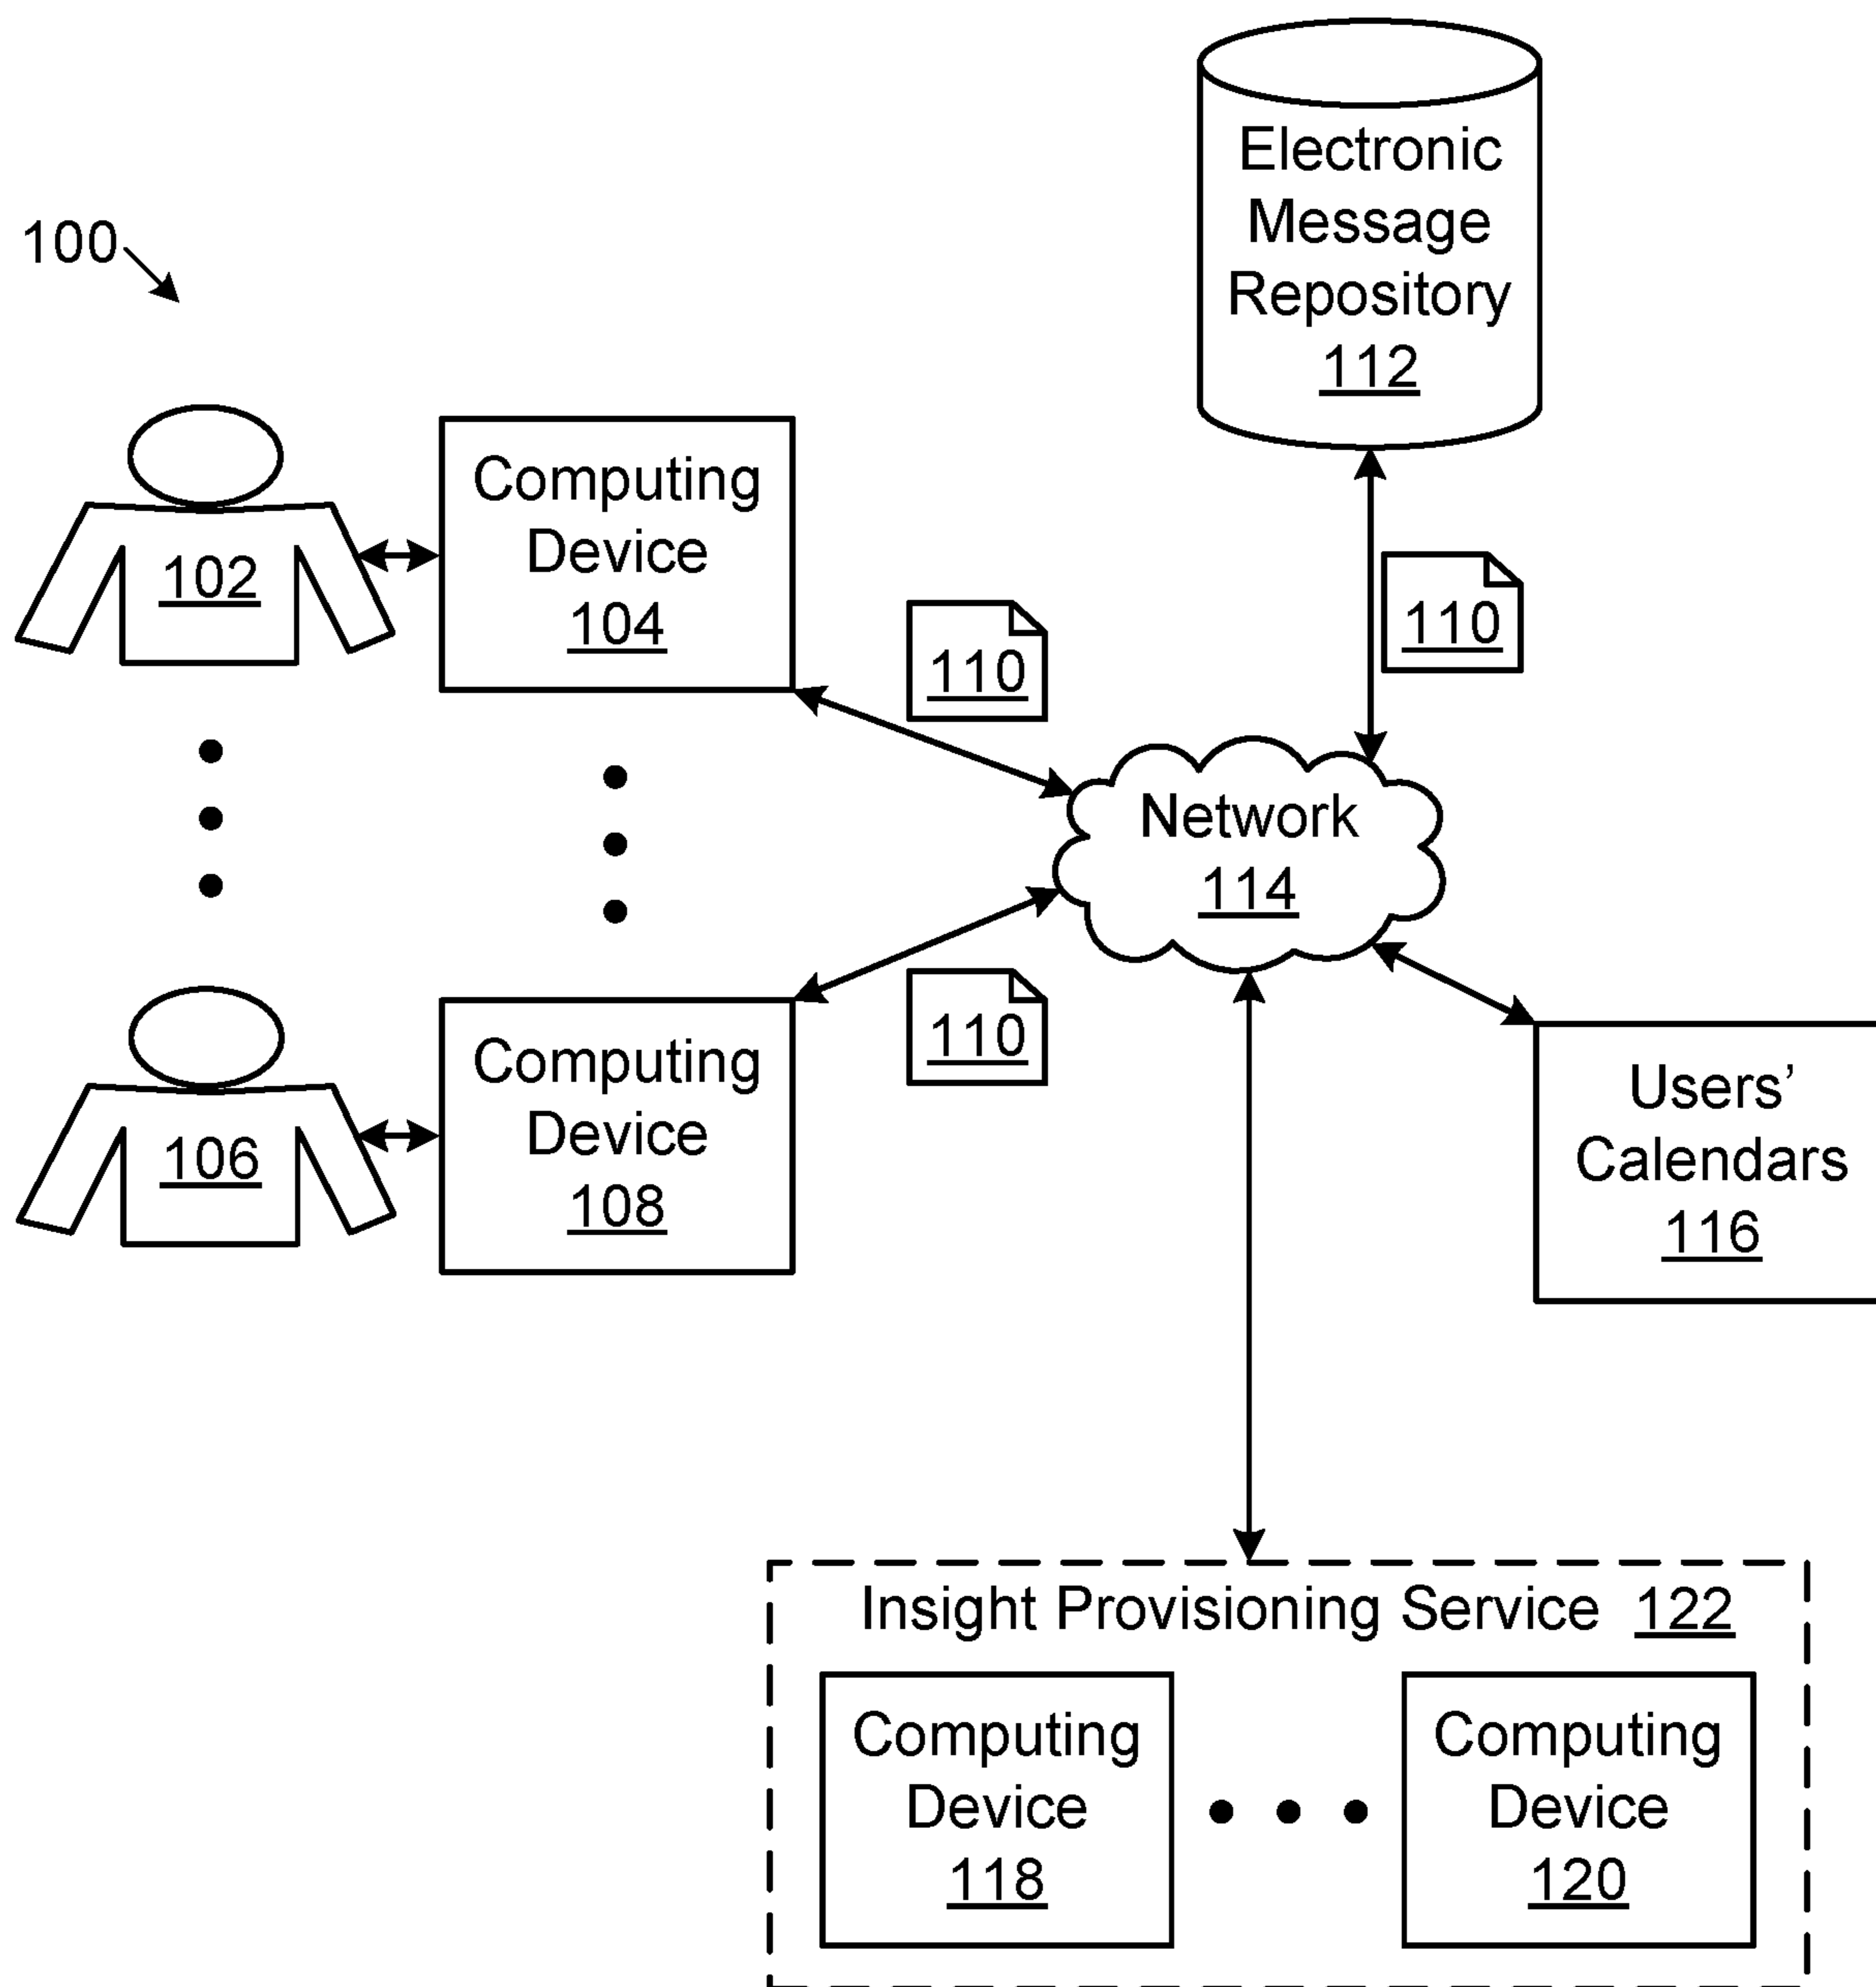 Electronic
Message
Repository
112
100
102
Computing
Device
104
110
110
Network
114
106
Computing
Device
108
110
Users’
Calendars
116
Insight Provisioning Service 122
Computing
Device
118
Computing
Device
120